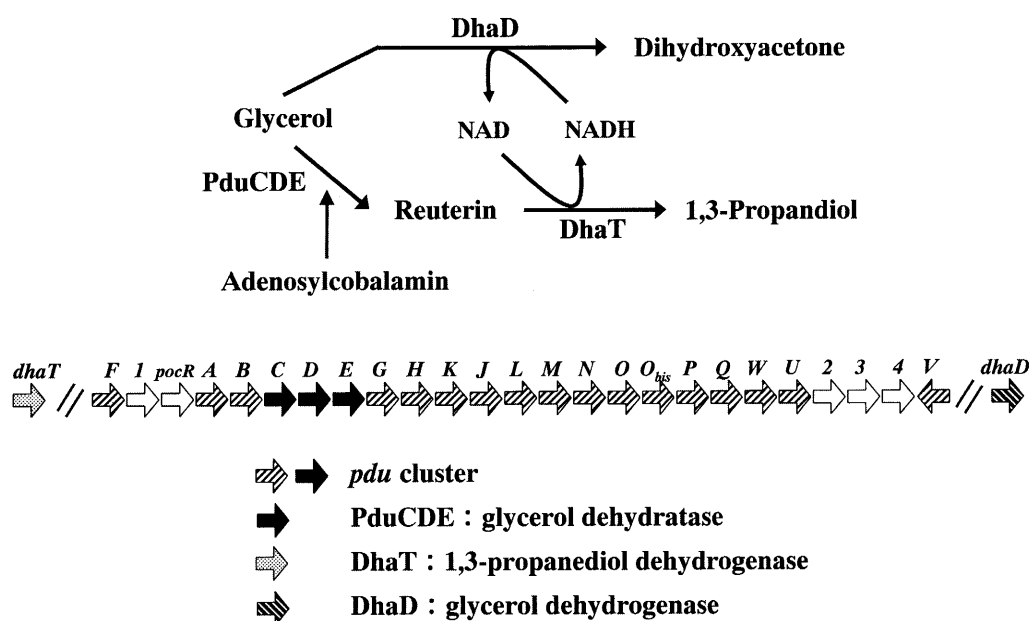 DhaD
Dihydroxyacetone
Glycerol
NAD NADH
PduCDE
Reuterin
1,3-Propandiol
DhaT
Adenosylcobalamin
dhaT F 1 pocR A B C D E G H K J L M N O Obis P Q W U 2 3 4 V dhaD
pdu cluster
PduCDE : glycerol dehydratase
DhaT : 1,3-propanediol dehydrogenase
DhaD : glycerol dehydrogenase